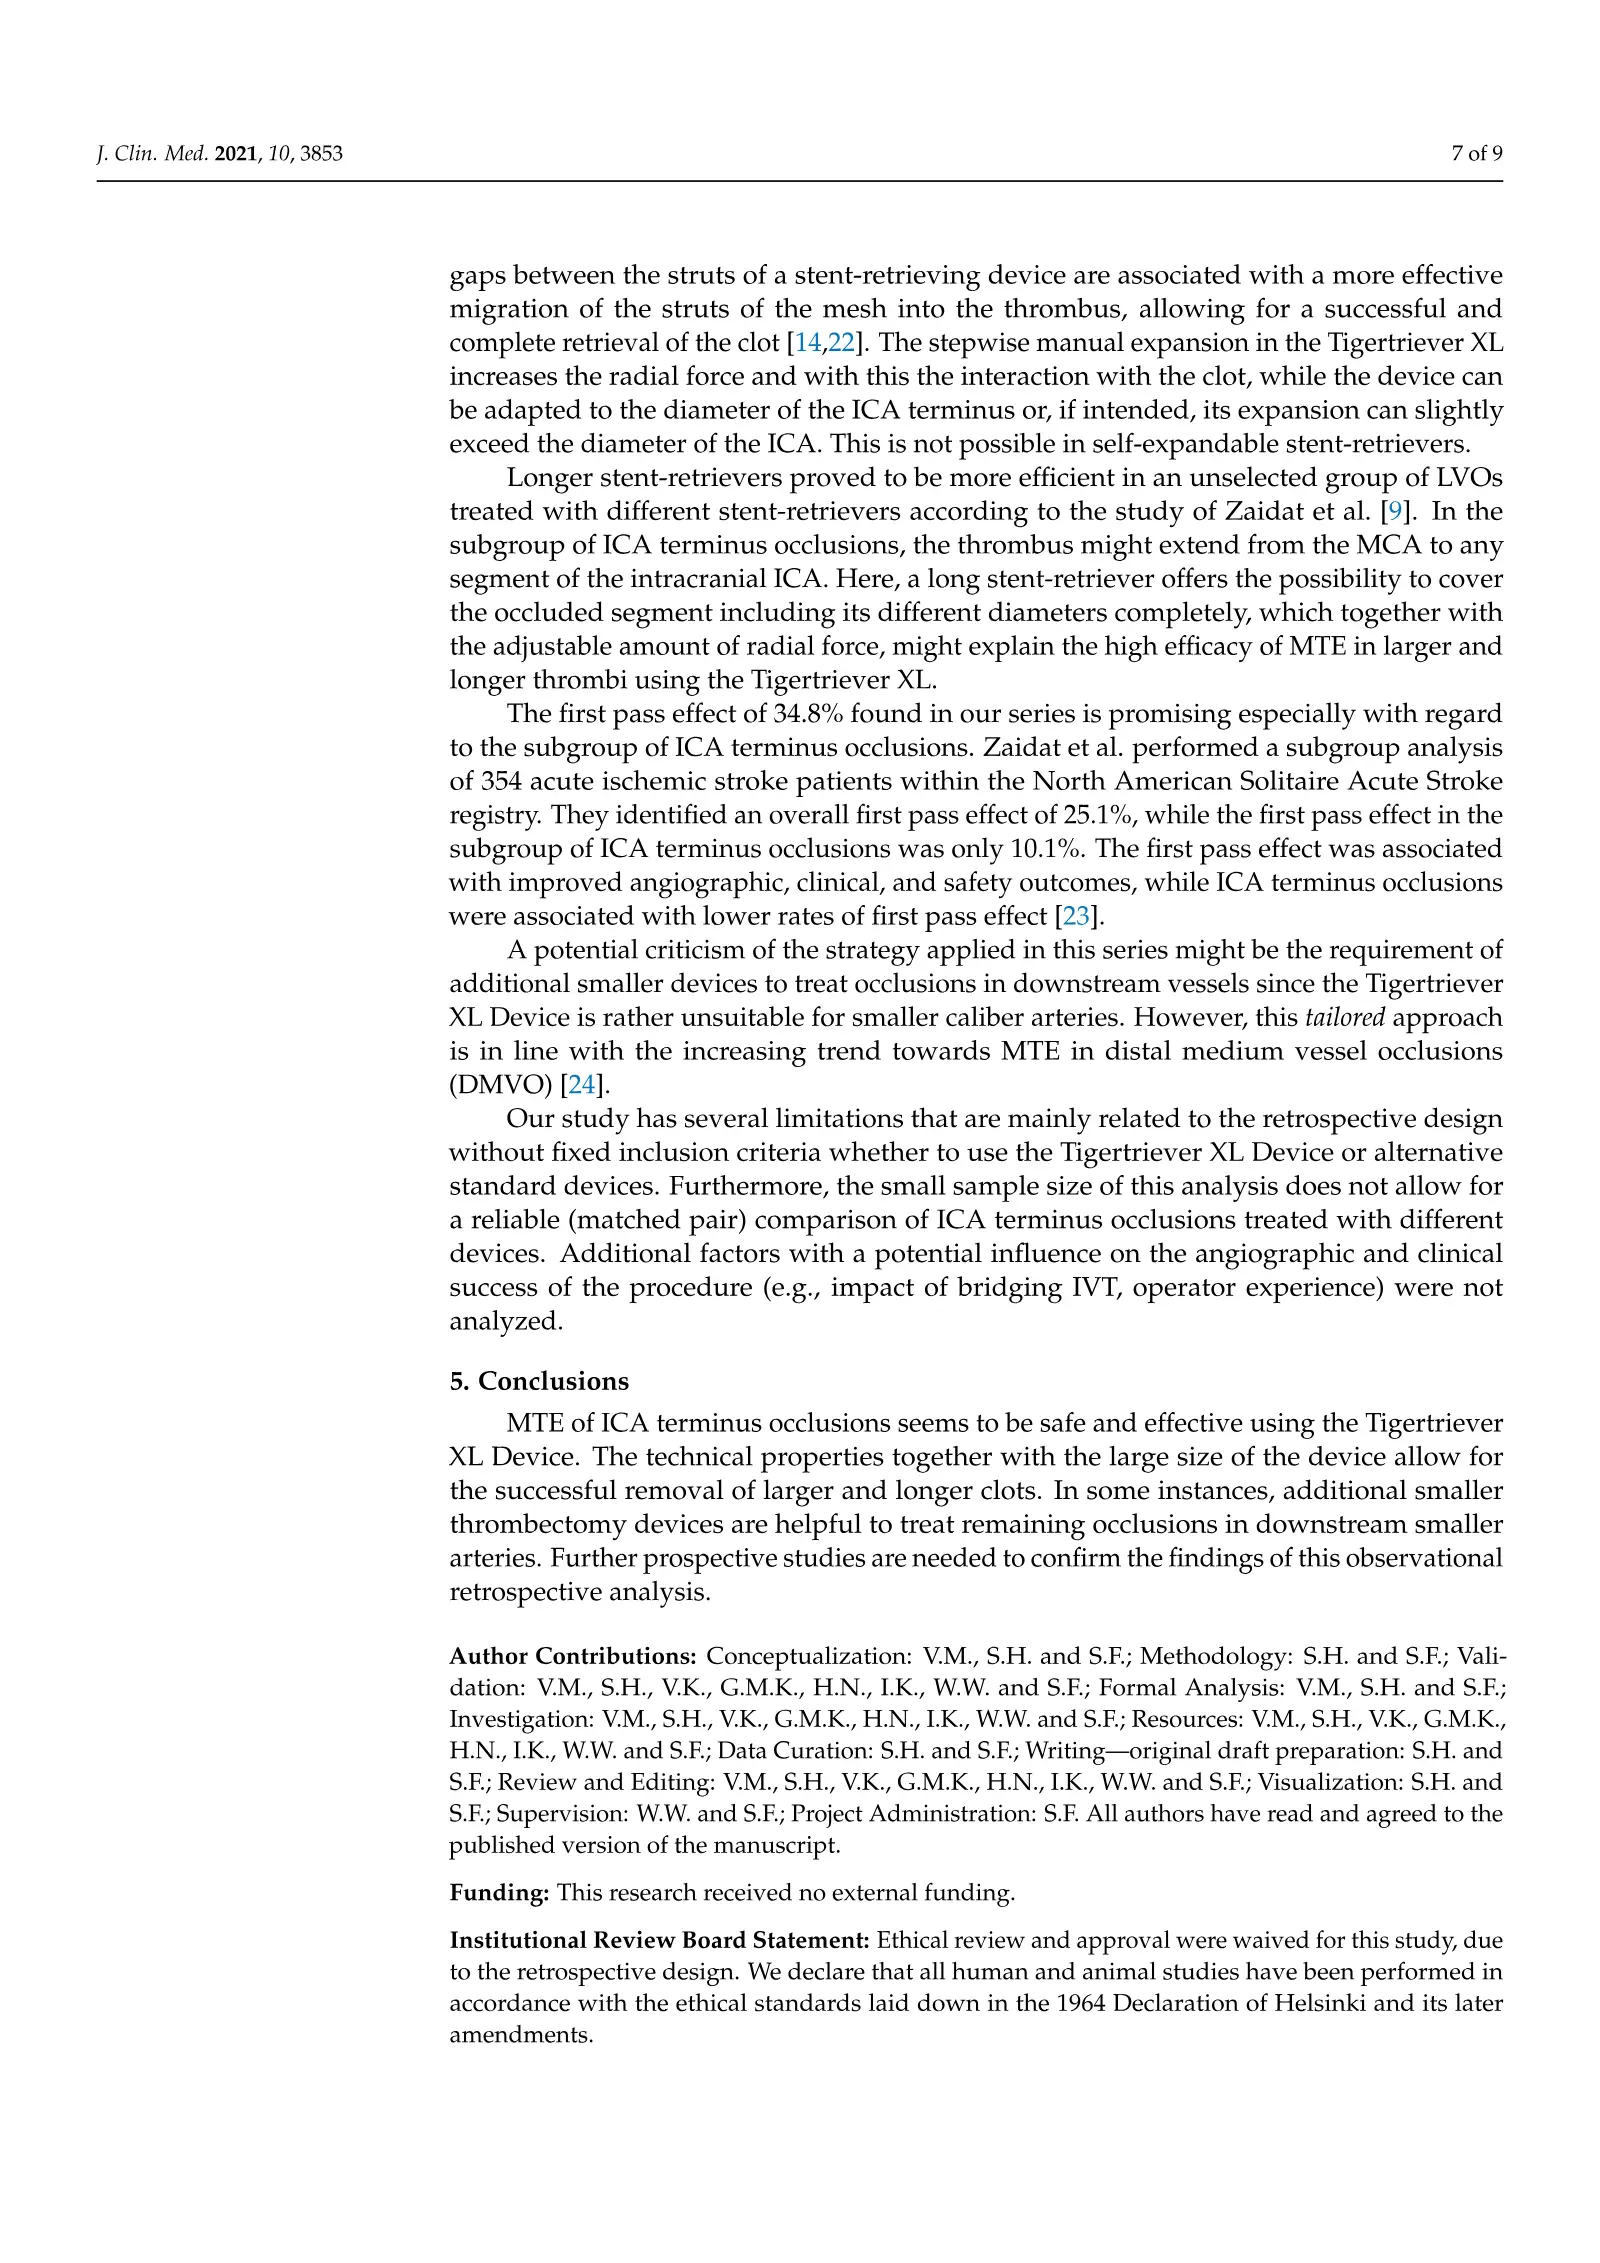 J. Clin. Med. 2021, 10, 3853
7 of 9
gaps between the struts of a stent-retrieving device are associated with a more effective
migration of the struts of the mesh into the thrombus, allowing for a successful and
complete retrieval of the clot [14,22]. The stepwise manual expansion in the Tigertriever XL
increases the radial force and with this the interaction with the clot, while the device can
be adapted to the diameter of the ICA terminus or, if intended, its expansion can slightly
exceed the diameter of the ICA. This is not possible in self-expandable stent-retrievers.
Longer stent-retrievers proved to be more efficient in an unselected group of LVOs
treated with different stent-retrievers according to the study of Zaidat et al. [9]. In the
subgroup of ICA terminus occlusions, the thrombus might extend from the MCA to any
segment of the intracranial ICA. Here, a long stent-retriever offers the possibility to cover
the occluded segment including its different diameters completely, which together with
the adjustable amount of radial force, might explain the high efficacy of MTE in larger and
longer thrombi using the Tigertriever XL.
The first pass effect of 34.8% found in our series is promising especially with regard
to the subgroup of ICA terminus occlusions. Zaidat et al. performed a subgroup analysis
of 354 acute ischemic stroke patients within the North American Solitaire Acute Stroke
registry. They identified an overall first pass effect of 25.1%, while the first pass effect in the
subgroup of ICA terminus occlusions was only 10.1%. The first pass effect was associated
with improved angiographic, clinical, and safety outcomes, while ICA terminus occlusions
were associated with lower rates of first pass effect [23].
A potential criticism of the strategy applied in this series might be the requirement of
additional smaller devices to treat occlusions in downstream vessels since the Tigertriever
XL Device is rather unsuitable for smaller caliber arteries. However, this tailored approach
is in line with the increasing trend towards MTE in distal medium vessel occlusions
(DMVO) [24].
Our study has several limitations that are mainly related to the retrospective design
without fixed inclusion criteria whether to use the Tigertriever XL Device or alternative
standard devices. Furthermore, the small sample size of this analysis does not allow for
a reliable (matched pair) comparison of ICA terminus occlusions treated with different
devices. Additional factors with a potential influence on the angiographic and clinical
success of the procedure (e.g., impact of bridging IVT, operator experience) were not
analyzed.
5. Conclusions
MTE of ICA terminus occlusions seems to be safe and effective using the Tigertriever
XL Device. The technical properties together with the large size of the device allow for
the successful removal of larger and longer clots. In some instances, additional smaller
thrombectomy devices are helpful to treat remaining occlusions in downstream smaller
arteries. Further prospective studies are needed to confirm the findings of this observational
retrospective analysis.
Author Contributions: Conceptualization: V.M., S.H. and S.F.; Methodology: S.H. and S.F.; Vali-
dation: V.M., S.H., V.K., G.M.K., H.N., I.K., W.W. and S.F.; Formal Analysis: V.M., S.H. and S.F.;
Investigation: V.M., S.H., V.K., G.M.K., H.N., I.K., W.W. and S.F.; Resources: V.M., S.H., V.K., G.M.K.,
H.N., I.K., W.W. and S.F.; Data Curation: S.H. and S.F.; Writing—original draft preparation: S.H. and
S.F.; Review and Editing: V.M., S.H., V.K., G.M.K., H.N., I.K., W.W. and S.F.; Visualization: S.H. and
S.F.; Supervision: W.W. and S.F.; Project Administration: S.F. All authors have read and agreed to the
published version of the manuscript.
Funding: This research received no external funding.
Institutional Review Board Statement: Ethical review and approval were waived for this study, due
to the retrospective design. We declare that all human and animal studies have been performed in
accordance with the ethical standards laid down in the 1964 Declaration of Helsinki and its later
amendments.